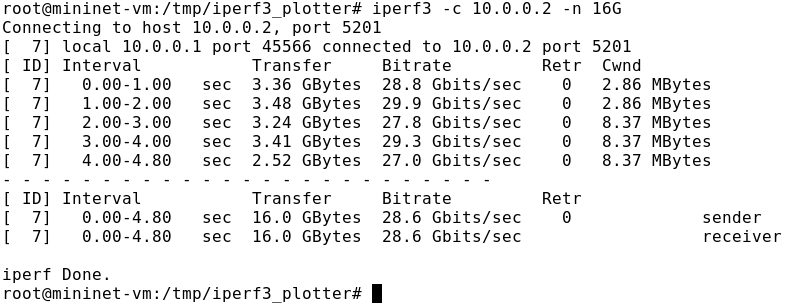 root@mininet-vm:/tmp/iperf3_plotter# iperf3 -c 10.0.0.2 -n 16G
Connecting to host 10.0.0.2, port 5201
[  7] local 10.0.0.1 port 45566 connected to 10.0.0.2 port 5201
[ ID] Interval           Transfer     Bitrate         Retr  Cwnd
[  7]   0.00-1.00   sec  3.36 GBytes  28.8 Gbits/sec    0   2.86 MBytes
[  7]   1.00-2.00   sec  3.48 GBytes  29.9 Gbits/sec    0   2.86 MBytes
[  7]   2.00-3.00   sec  3.24 GBytes  27.8 Gbits/sec    0   8.37 MBytes
[  7]   3.00-4.00   sec  3.41 GBytes  29.3 Gbits/sec    0   8.37 MBytes
[  7]   4.00-4.80   sec  2.52 GBytes  27.0 Gbits/sec    0   8.37 MBytes
- - - - - - - - - - - - - - - - - - - - - - - - -
[ ID] Interval           Transfer     Bitrate         Retr
[  7]   0.00-4.80   sec  16.0 GBytes  28.6 Gbits/sec    0             sender
[  7]   0.00-4.80   sec  16.0 GBytes  28.6 Gbits/sec                  receiver

iperf Done.
root@mininet-vm:/tmp/iperf3_plotter#